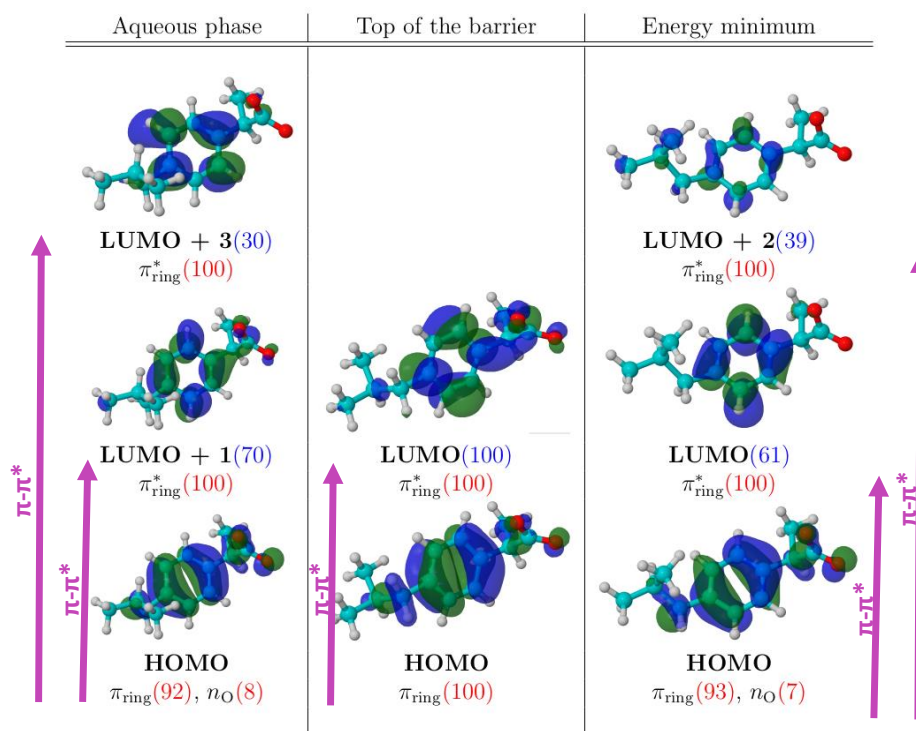 Aqueous phase Top of the barrier Energy minimum
LUMO + 3(30) LUMO + 2(39)
π*ring(100) π*ring(100)
LUMO + 1(70) LUMO(100) LUMO(61)
π*ring(100) π*ring(100) π*ring(100)
π-π*
π-π*
π-π*
π-π*
π-π*
HOMO HOMO HOMO
πring(92), nO(8) πring(100) πring(93), nO(7)